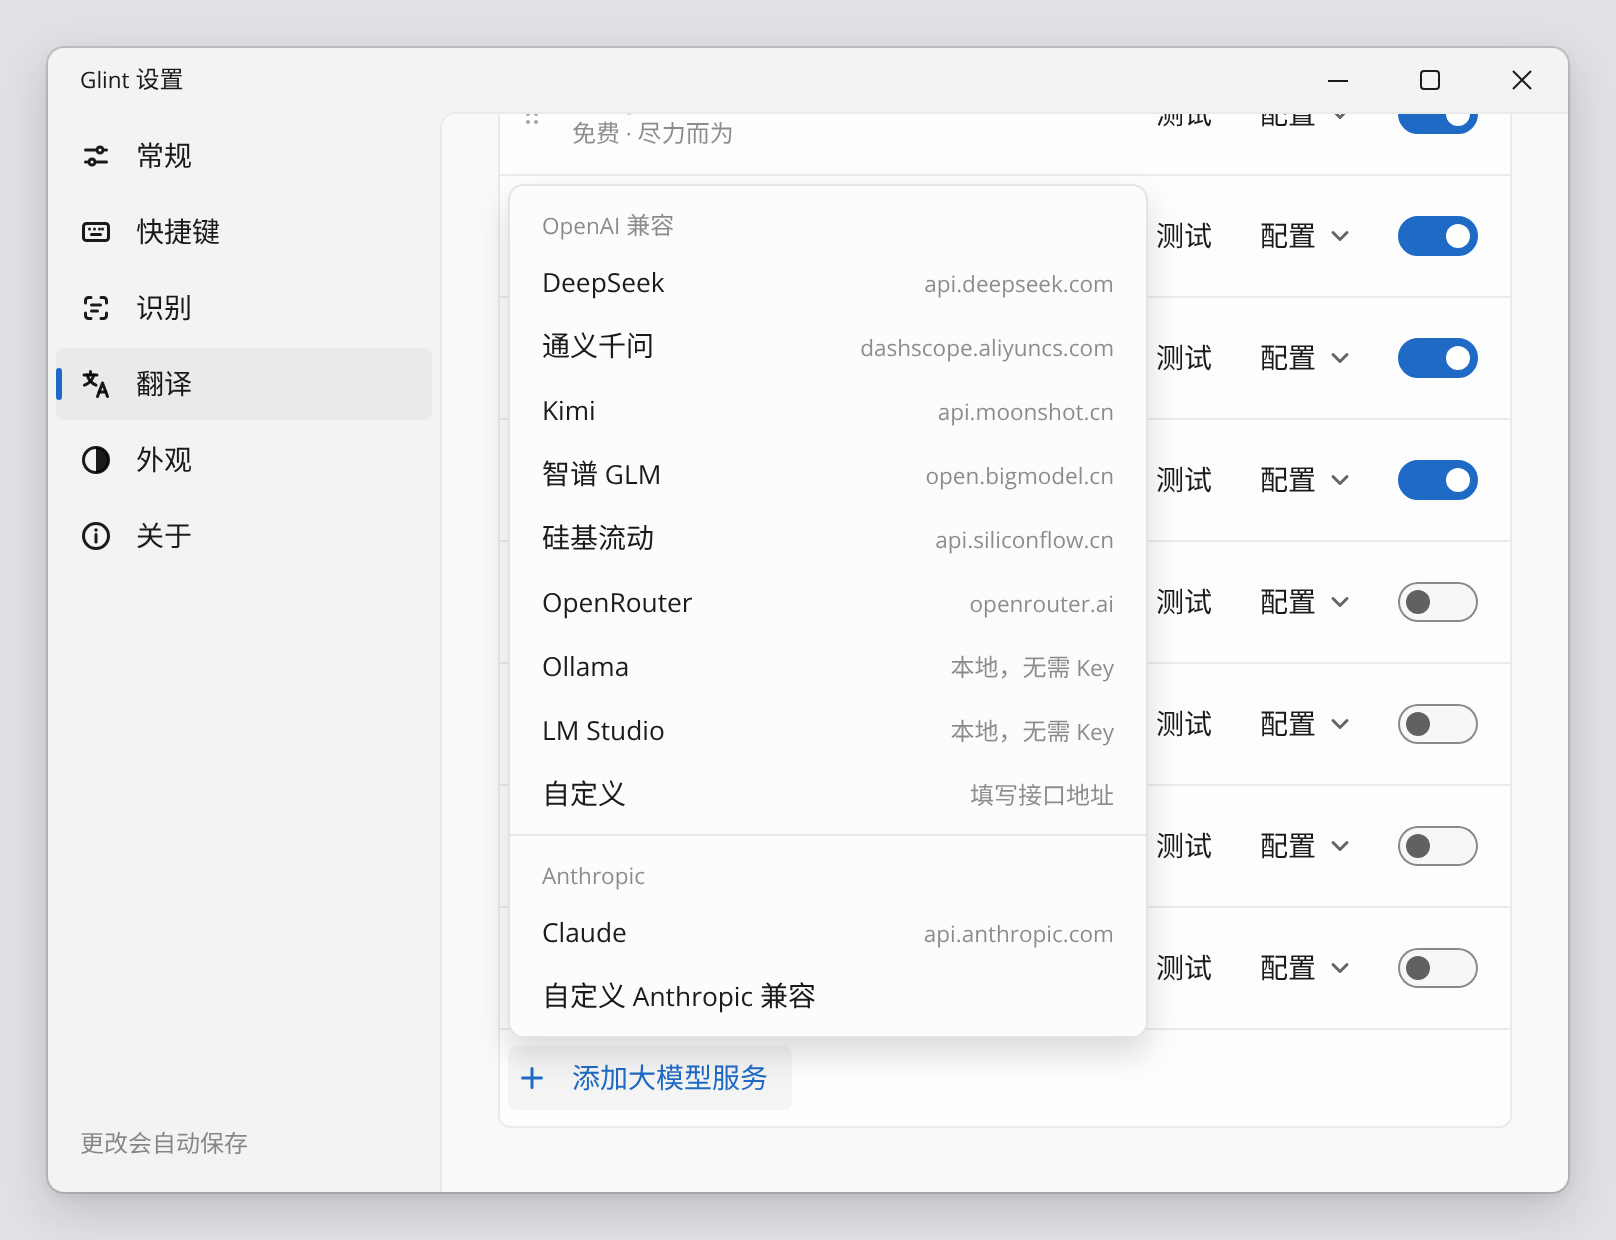 Glint 设置
常规
快捷键
识别
翻译
外观
关于
更改会自动保存
测试 配置
免费 · 尽力而为
OpenAI 兼容
DeepSeek api.deepseek.com
通义千问 dashscope.aliyuncs.com
Kimi api.moonshot.cn
智谱 GLM open.bigmodel.cn
硅基流动 api.siliconflow.cn
OpenRouter openrouter.ai
Ollama 本地，无需 Key
LM Studio 本地，无需 Key
自定义 填写接口地址
Anthropic
Claude api.anthropic.com
自定义 Anthropic 兼容
测试 配置
测试 配置
测试 配置
测试 配置
测试 配置
测试 配置
测试 配置
添加大模型服务